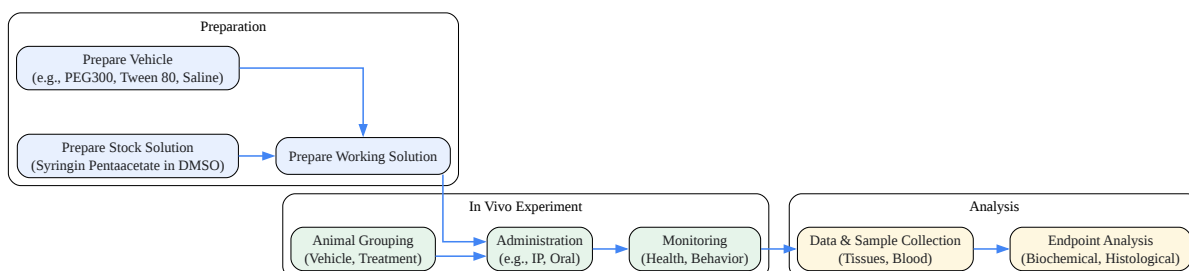 Preparation
Prepare Vehicle
(e.g., PEG300, Tween 80, Saline)
Prepare Stock Solution
(Syringin Pentaacetate in DMSO)
Prepare Working Solution
In Vivo Experiment
Animal Grouping
(Vehicle, Treatment)
Administration
(e.g., IP, Oral)
Monitoring
(Health, Behavior)
Analysis
Data & Sample Collection
(Tissues, Blood)
Endpoint Analysis
(Biochemical, Histological)